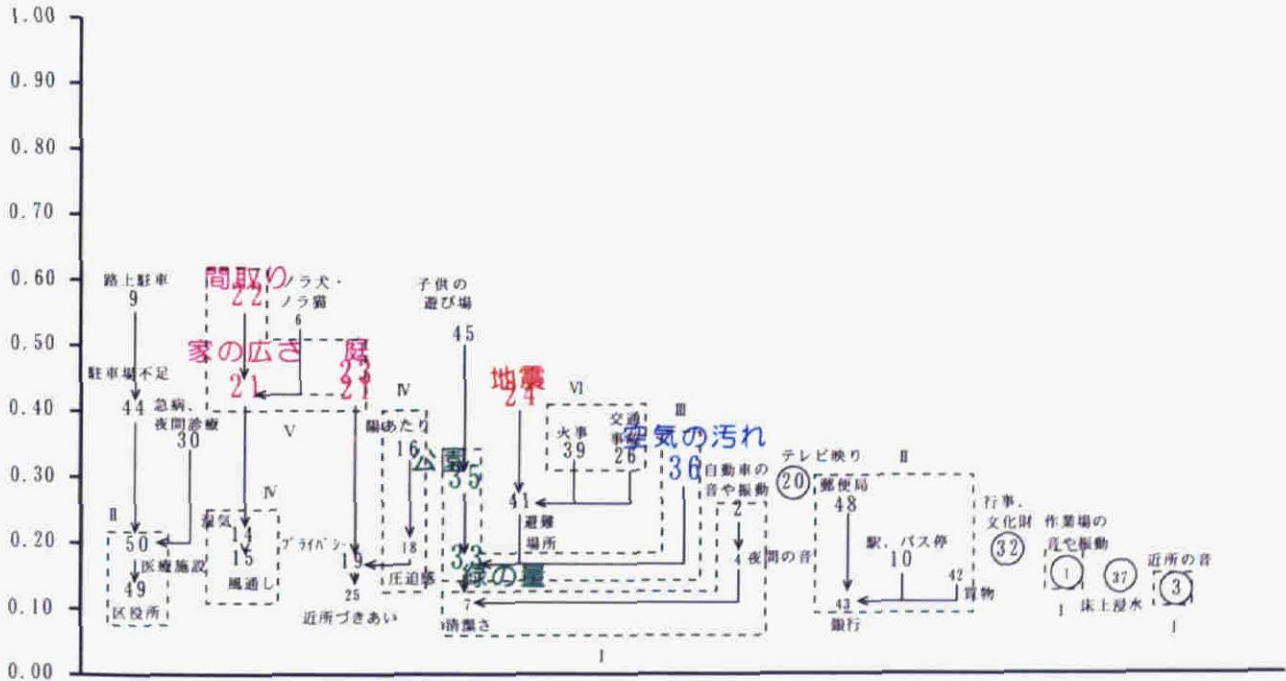 1.00
0.90
0.80
0.70
0.60
0.50
0.40
0.30
0.20
0.10
0.00
路上駐車
9
駐車場不足
44
急病、
夜間診療
30
II
50
医療施設
49
区役所
間取り
22
ノラ犬・
ノラ猫
6
家の広さ
21
庭
23
21
V
IV
湿気
14
15
風通し
プライバシー
19
25
近所づきあい
IV
陽あたり
16
18
圧迫感
子供の
遊び場
45
公園
35
33
緑の量
7
清潔さ
I
地震
24
41
避難
場所
VI
火事
39
交通
26
III
空気の汚れ
36
自動車の
音や振動
2
4
夜間の音
テレビ映り
20
II
郵便局
48
駅、バス停
10
42
買物
43
銀行
行事、
文化財
32
作業場の
音や振動
1
I
37
床上浸水
近所の音
3
I